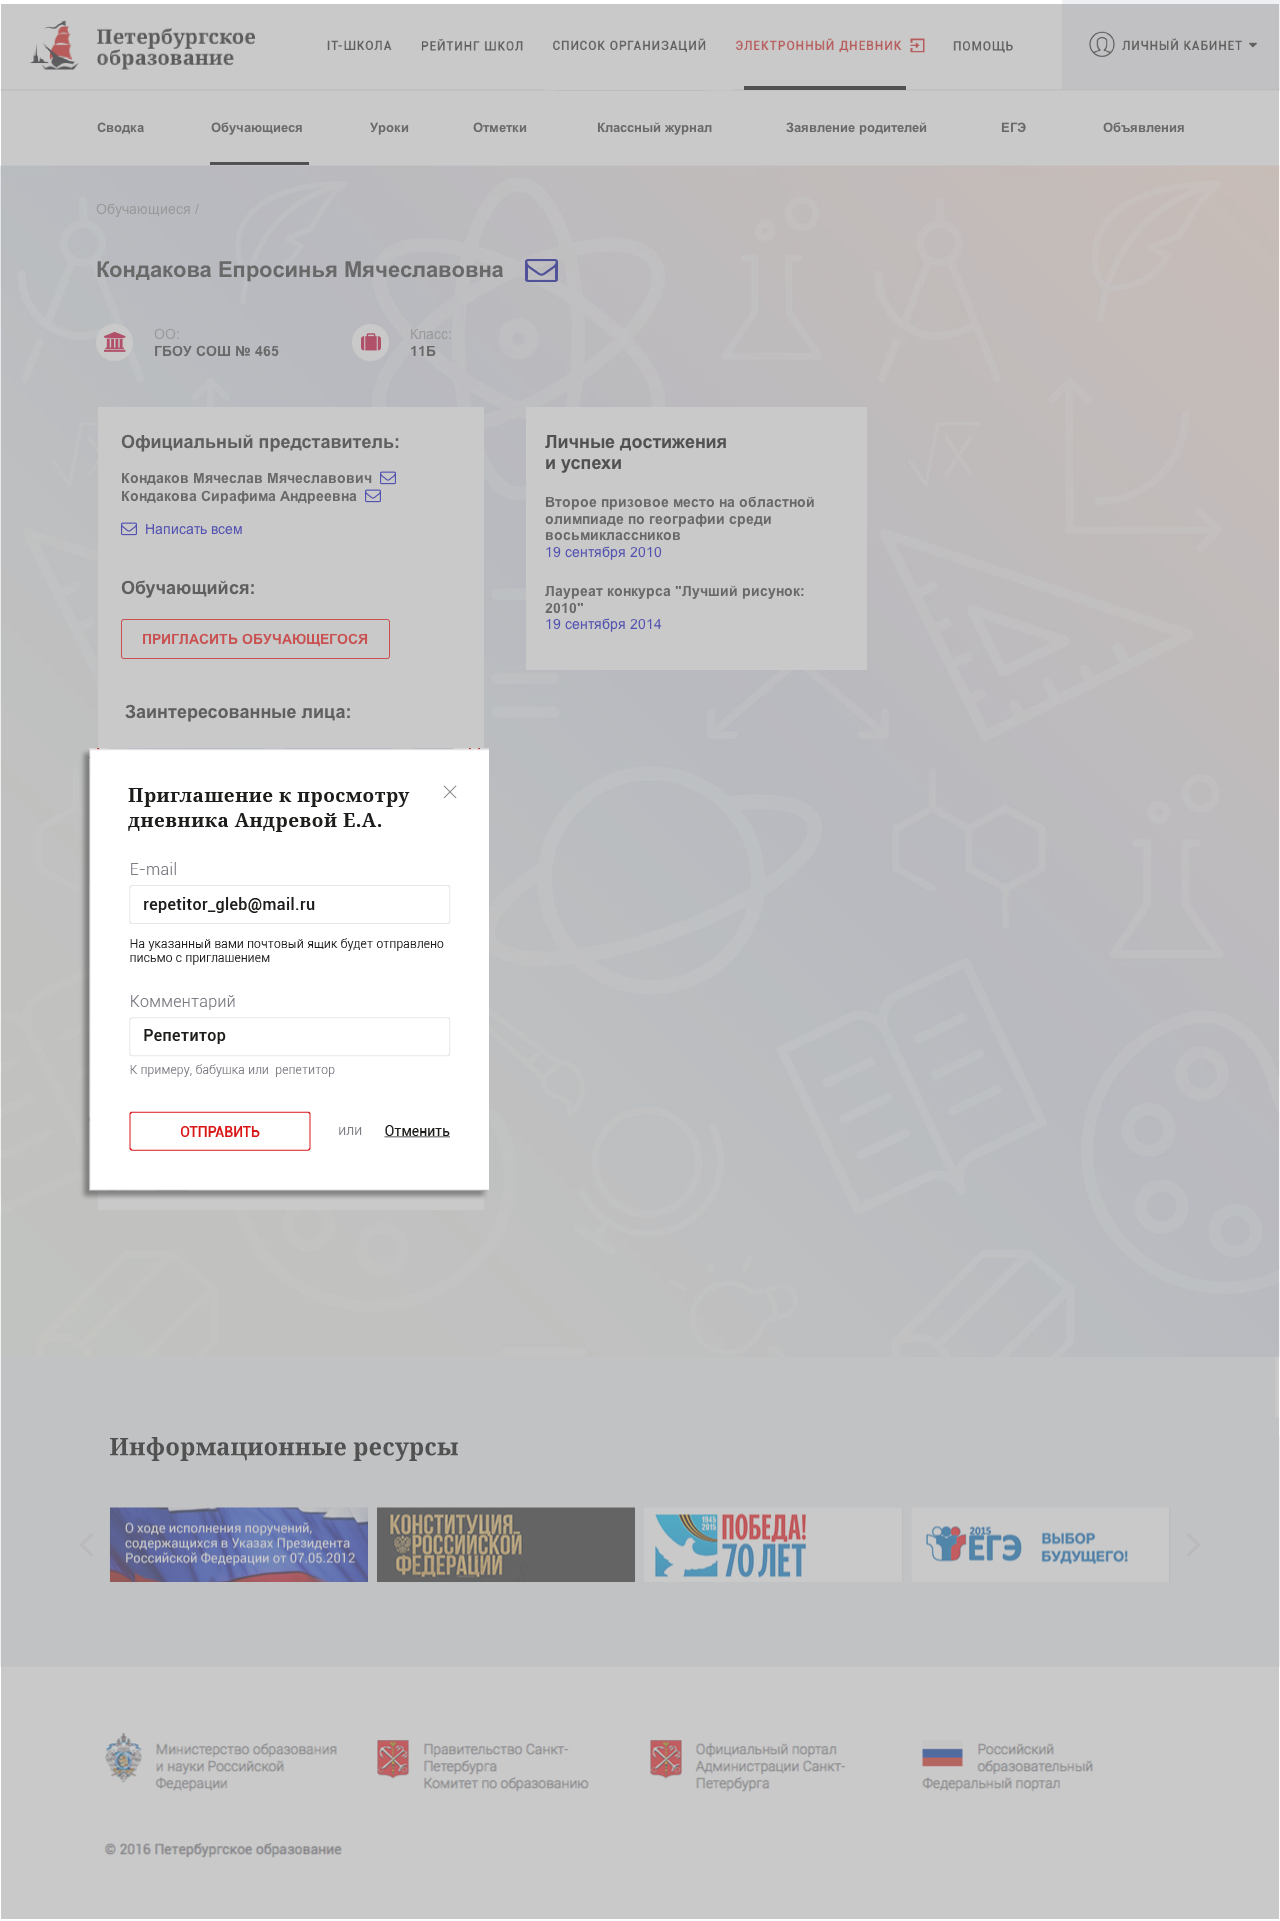 Петербургское
образование
IT-ШКОЛА
РЕЙТИНГ ШКОЛ
СПИСОК ОРГАНИЗАЦИЙ
ЭЛЕКТРОННЫЙ ДНЕВНИК
ПОМОЩЬ
ЛИЧНЫЙ КАБИНЕТ
Сводка
Обучающиеся
Уроки
Отметки
Классный журнал
Заявление родителей
ЕГЭ
Объявления
Обучающиеся /
Кондакова Епросинья Мячеславовна
ОО:
ГБОУ СОШ № 465
Класс:
11Б
Официальный представитель:
Кондаков Мячеслав Мячеславович
Кондакова Сирафима Андреевна
Написать всем
Обучающийся:
ПРИГЛАСИТЬ ОБУЧАЮЩЕГОСЯ
Заинтересованные лица:
Личные достижения
и успехи
Второе призовое место на областной
олимпиаде по географии среди
восьмиклассников
19 сентября 2010
Лауреат конкурса "Лучший рисунок:
2010"
19 сентября 2014
Приглашение к просмотру
дневника Андревой Е.А.
E-mail
repetitor_gleb@mail.ru
На указанный вами почтовый ящик будет отправлено
письмо с приглашением
Комментарий
Репетитор
К примеру, бабушка или репетитор
ОТПРАВИТЬ
или
Отменить
Информационные ресурсы
О ходе исполнения поручений,
содержащихся в Указах Президента
Российской Федерации от 07.05.2012
КОНСТИТУЦИЯ
РОССИЙСКОЙ
ФЕДЕРАЦИИ
1945
2015
ПОБЕДА!
70 ЛЕТ
2015
ЕГЭ
ВЫБОР
БУДУЩЕГО!
Министерство образования
и науки Российской
Федерации
Правительство Санкт-
Петербурга
Комитет по образованию
Официальный портал
Администрации Санкт-
Петербурга
Российский
образовательный
Федеральный портал
© 2016 Петербургское образование